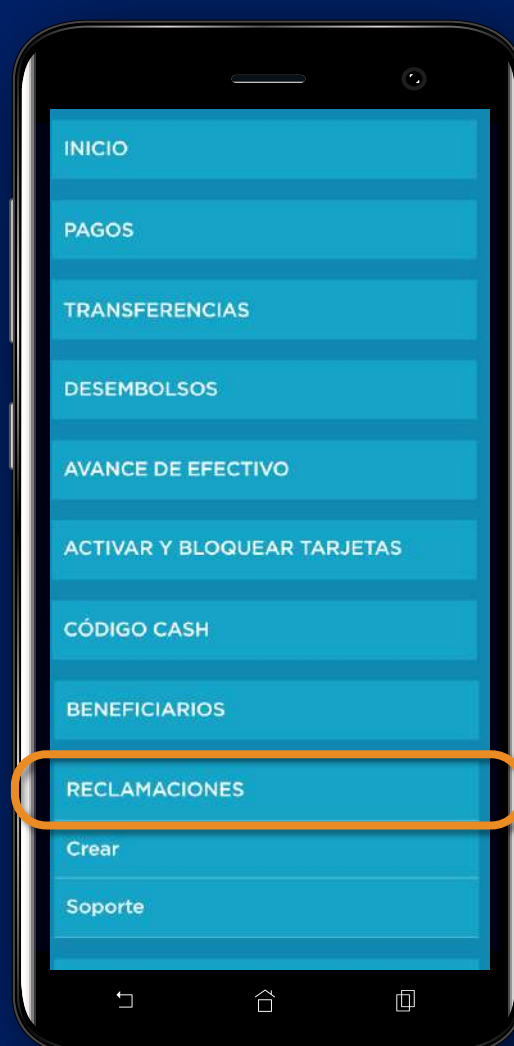 INICIO
PAGOS
TRANSFERENCIAS
DESEMBOLSOS
AVANCE DE EFECTIVO
ACTIVAR Y BLOQUEAR TARJETAS
CÓDIGO CASH
BENEFICIARIOS
RECLAMACIONES
Crear
Soporte